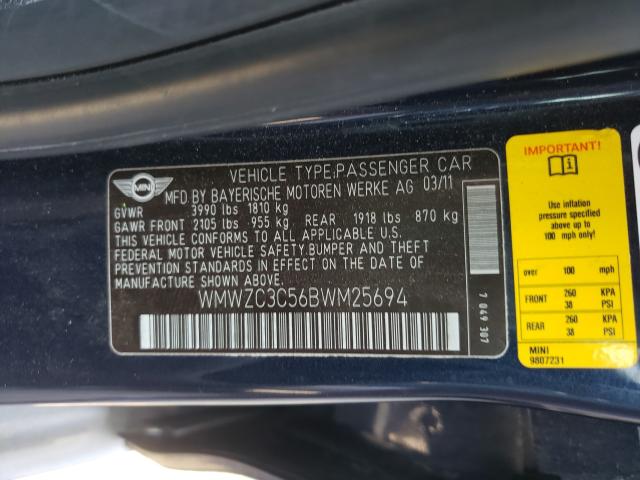 MINI
VEHICLE TYPE:PASSENGER CAR
MFD BY BAYERISCHE MOTOREN WERKE AG 03/11
GVWR 3990 lbs 1810 kg
GAWR FRONT 2105 lbs 955 kg REAR 1918 lbs 870 kg
THIS VEHICLE CONFORMS TO ALL APPLICABLE U.S.
FEDERAL MOTOR VEHICLE SAFETY,BUMPER AND THEFT
PREVENTION STANDARDS IN EFFECT ON THE DATE OF
MANUFACTURE SHOWN ABOVE.
WMWZC3C56BWM25694
7 049 307
IMPORTANT!
Use inflation
pressure specified
above for up to
100 mph only!
over 100 mph
FRONT 260 KPA
38 PSI
REAR 260 KPA
38 PSI
MINI
9807231